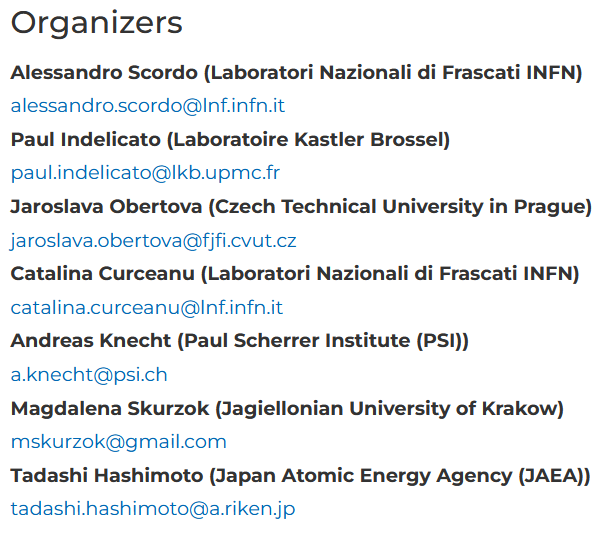 Organizers
Alessandro Scordo (Laboratori Nazionali di Frascati INFN)
alessandro.scordo@lnf.infn.it
Paul Indelicato (Laboratoire Kastler Brossel)
paul.indelicato@lkb.upmc.fr
Jaroslava Obertova (Czech Technical University in Prague)
jaroslava.obertova@fjfi.cvut.cz
Catalina Curceanu (Laboratori Nazionali di Frascati INFN)
catalina.curceanu@lnf.infn.it
Andreas Knecht (Paul Scherrer Institute (PSI))
a.knecht@psi.ch
Magdalena Skurzok (Jagiellonian University of Krakow)
mskurzok@gmail.com
Tadashi Hashimoto (Japan Atomic Energy Agency (JAEA))
tadashi.hashimoto@a.riken.jp